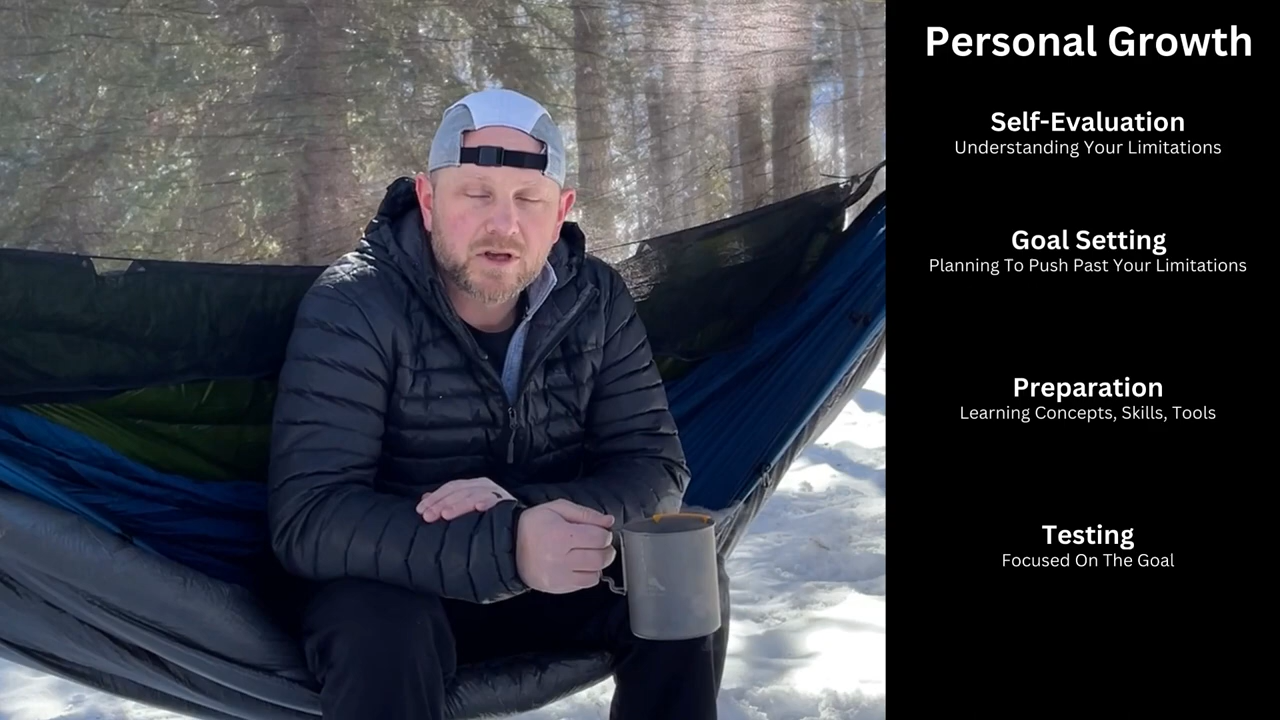 Personal Growth
Self-Evaluation
Understanding Your Limitations
Goal Setting
Planning To Push Past Your Limitations
Preparation
Learning Concepts, Skills, Tools
Testing
Focused On The Goal